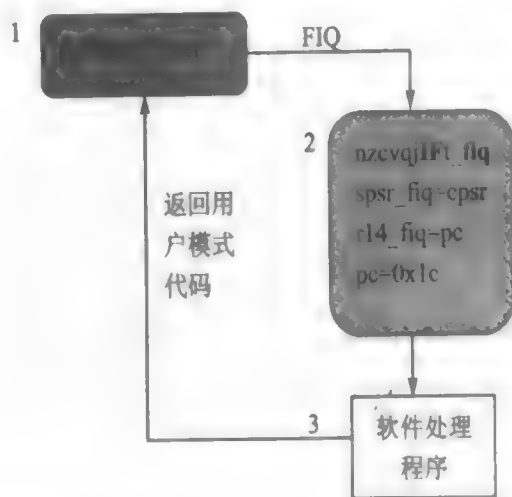 1
FIQ
2
nzcvqjIFt_fiq
spsr_fiq=cpsr
r14_fiq=pc
pc=0x1c
返回用
户模式
代码
3
软件处理
程序